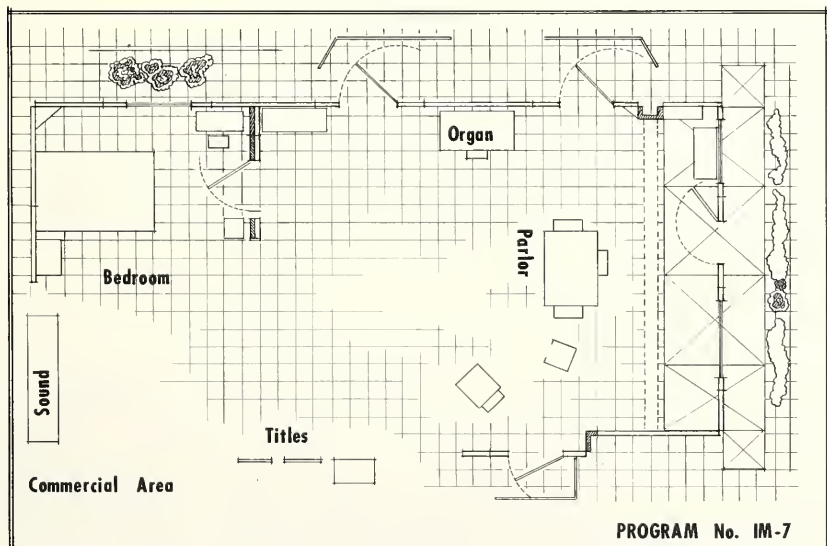 Organ
Parlor
Bedroom
Sound
Titles
Commercial Area
PROGRAM No. IM-7